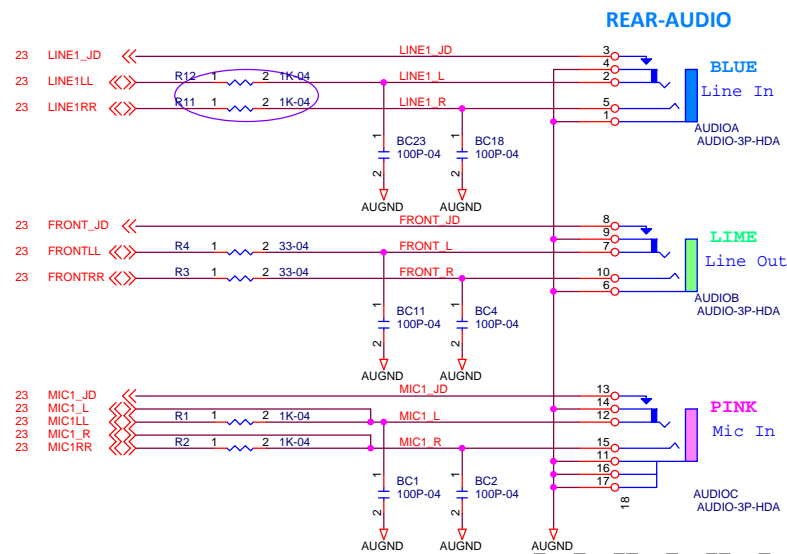 REAR-AUDIO
23 LINE1_JD LINE1_JD 3
4
23 LINE1LL R12 1 2 1K-04 LINE1_L 2 BLUE
Line In
23 LINE1RR R11 1 2 1K-04 LINE1_R 5
1
AUDIOA
AUDIO-3P-HDA
1 BC23 1 BC18
100P-04 100P-04
2 2
AUGND AUGND
23 FRONT_JD FRONT_JD 8
9 LIME
23 FRONTLL R4 1 2 33-04 FRONT_L 7
Line Out
23 FRONTRR R3 1 2 33-04 FRONT_R 10
6
AUDIOB
AUDIO-3P-HDA
1 BC11 1 BC4
100P-04 100P-04
2 2
AUGND AUGND
23 MIC1_JD MIC1_JD 13
23 MIC1_L 14 PINK
23 MIC1LL R1 1 2 1K-04 MIC1_L 12
Mic In
23 MIC1_R
23 MIC1RR R2 1 2 1K-04 MIC1_R 15
11
16
17
18
AUDIOC
AUDIO-3P-HDA
1 BC1 1 BC2
100P-04 100P-04
2 2
AUGND AUGND AUGND